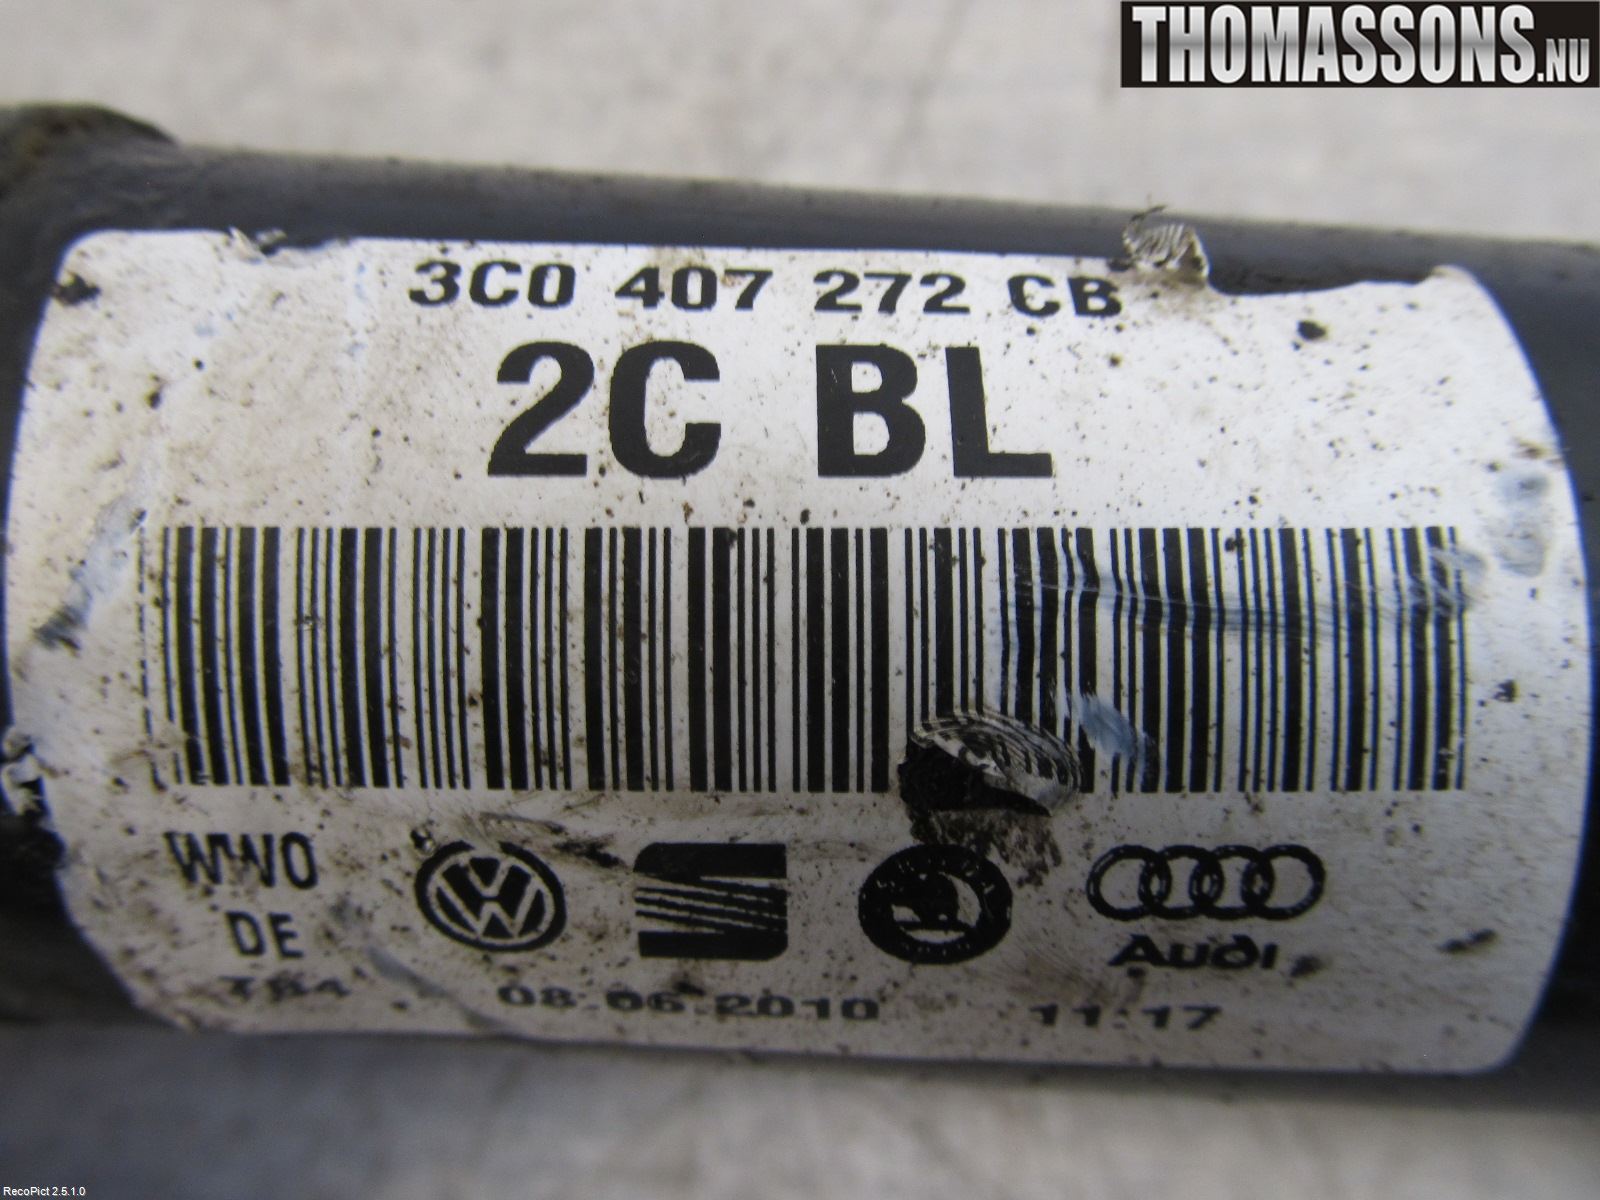 THOMASSONS.NU
3C0 407 272 CB
2C BL
WWO
DE
Audi
08.06.2010 11:17
RecoPict 2.5.1.0